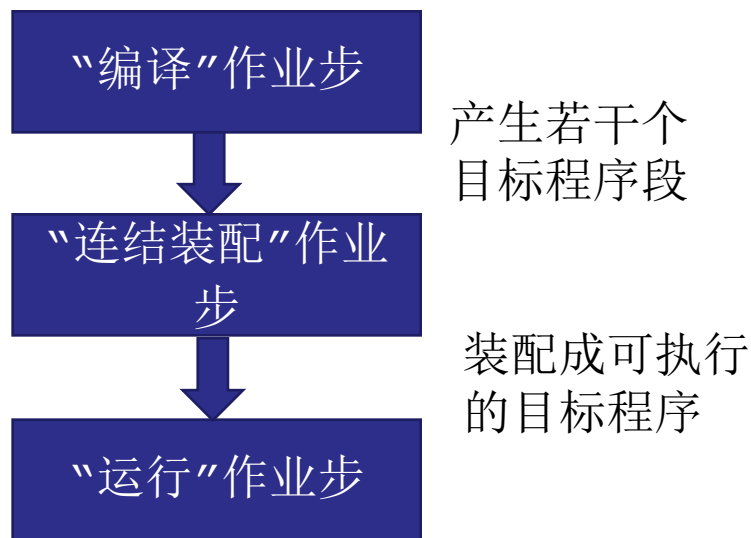 “编译”作业步
产生若干个
目标程序段
“连结装配”作业
步
装配成可执行
的目标程序
“运行”作业步